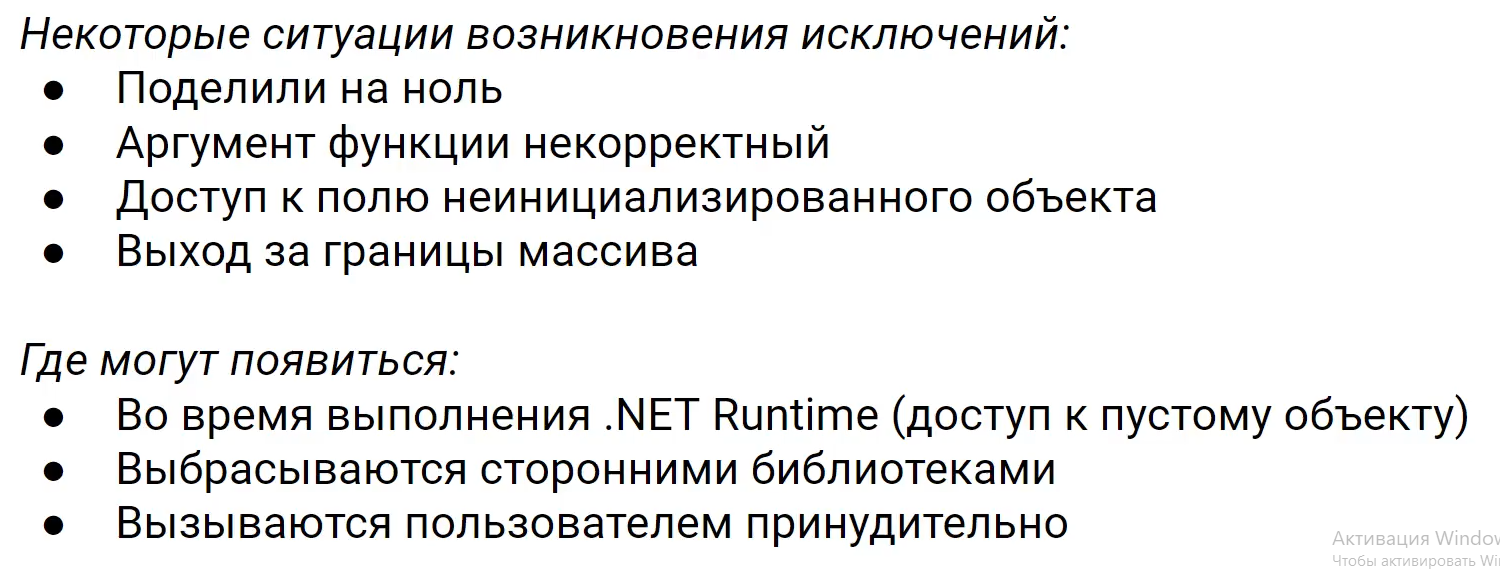 Некоторые ситуации возникновения исключений:
● Поделили на ноль
● Аргумент функции некорректный
● Доступ к полю неинициализированного объекта
● Выход за границы массива
Где могут появиться:
● Во время выполнения .NET Runtime (доступ к пустому объекту)
● Выбрасываются сторонними библиотеками
● Вызываются пользователем принудительно
Активация Window
Чтобы активировать Wi